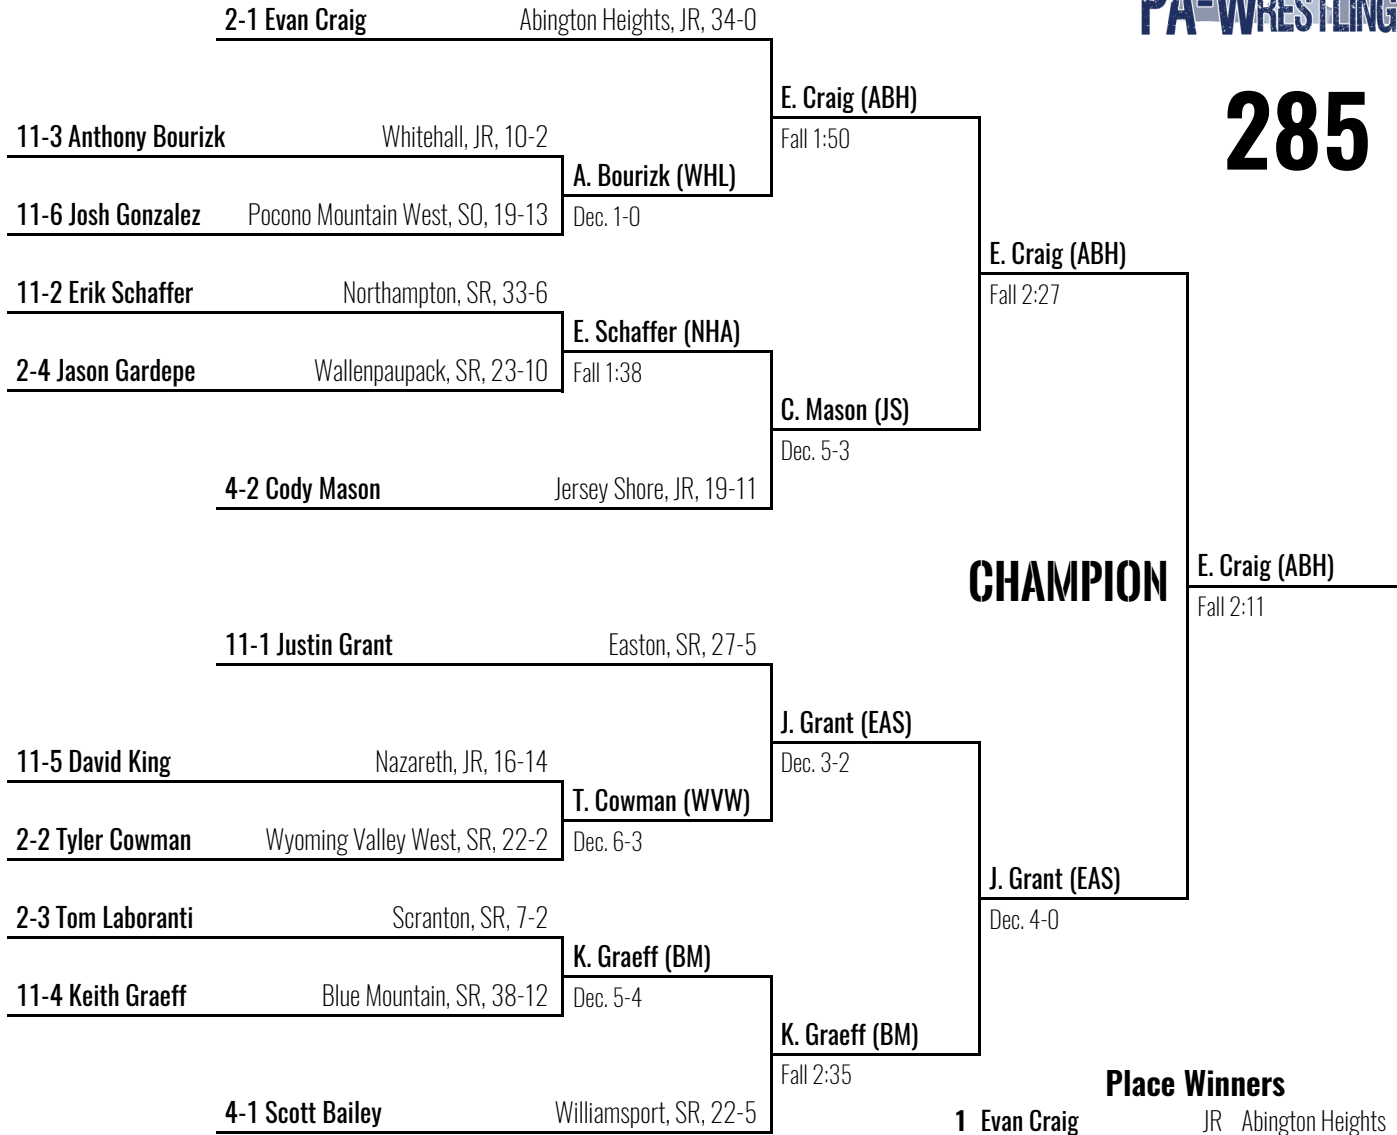 PA-WRESTLING
2-1 Evan Craig Abington Heights, JR, 34-0
E. Craig (ABH)
Fall 1:50
285
11-3 Anthony Bourizk Whitehall, JR, 10-2
A. Bourizk (WHL)
Dec. 1-0
11-6 Josh Gonzalez Pocono Mountain West, SO, 19-13
E. Craig (ABH)
Fall 2:27
11-2 Erik Schaffer Northampton, SR, 33-6
E. Schaffer (NHA)
Fall 1:38
2-4 Jason Gardepe Wallenpaupack, SR, 23-10
C. Mason (JS)
Dec. 5-3
4-2 Cody Mason Jersey Shore, JR, 19-11
CHAMPION
E. Craig (ABH)
Fall 2:11
11-1 Justin Grant Easton, SR, 27-5
J. Grant (EAS)
Dec. 3-2
11-5 David King Nazareth, JR, 16-14
T. Cowman (WVW)
Dec. 6-3
2-2 Tyler Cowman Wyoming Valley West, SR, 22-2
J. Grant (EAS)
Dec. 4-0
2-3 Tom Laboranti Scranton, SR, 7-2
K. Graeff (BM)
Dec. 5-4
11-4 Keith Graeff Blue Mountain, SR, 38-12
K. Graeff (BM)
Fall 2:35
4-1 Scott Bailey Williamsport, SR, 22-5
Place Winners
1 Evan Craig JR Abington Heights